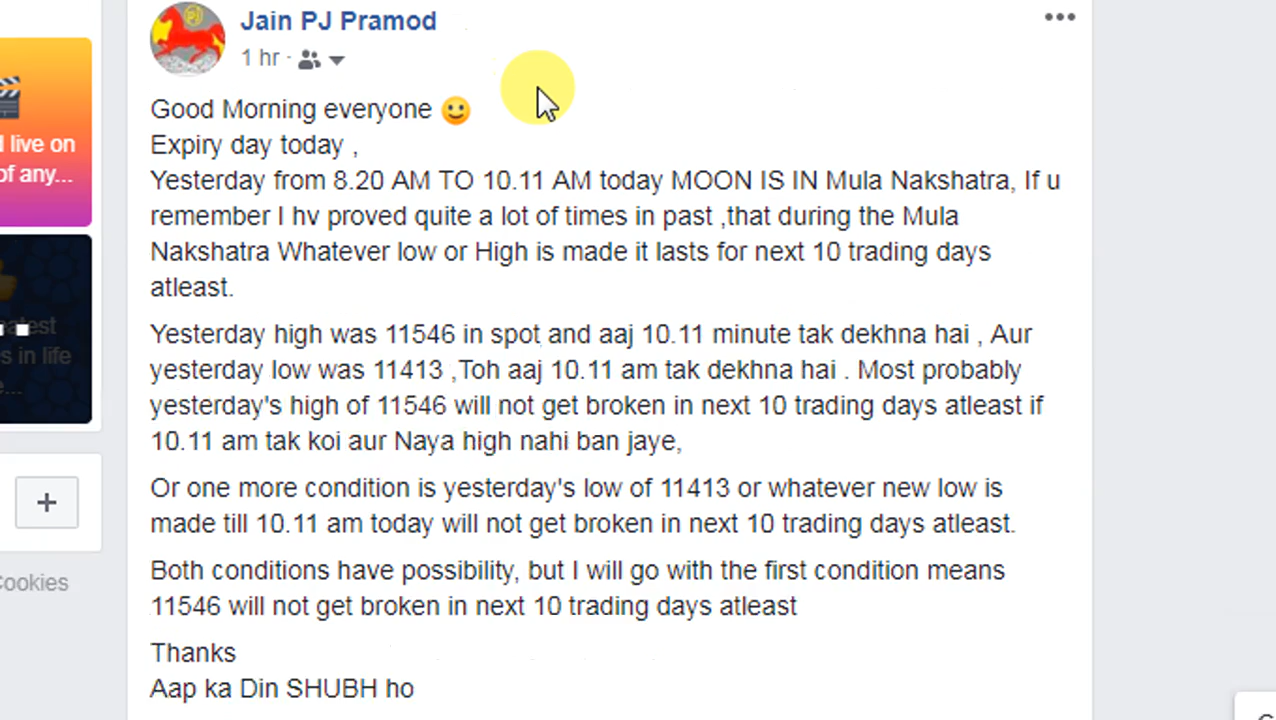 Jain PJ Pramod
1 hr ·
Good Morning everyone 🙂
Expiry day today ,
Yesterday from 8.20 AM TO 10.11 AM today MOON IS IN Mula Nakshatra, If u
remember I hv proved quite a lot of times in past ,that during the Mula
Nakshatra Whatever low or High is made it lasts for next 10 trading days
atleast.
Yesterday high was 11546 in spot and aaj 10.11 minute tak dekhna hai , Aur
yesterday low was 11413 ,Toh aaj 10.11 am tak dekhna hai . Most probably
yesterday's high of 11546 will not get broken in next 10 trading days atleast if
10.11 am tak koi aur Naya high nahi ban jaye,
Or one more condition is yesterday's low of 11413 or whatever new low is
made till 10.11 am today will not get broken in next 10 trading days atleast.
Both conditions have possibility, but I will go with the first condition means
11546 will not get broken in next 10 trading days atleast
Thanks
Aap ka Din SHUBH ho
live on
of any...
s in life
Cookies